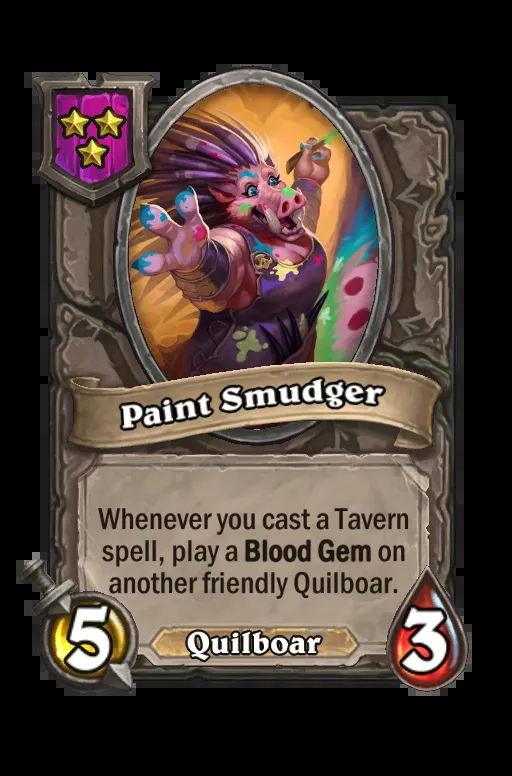 Paint Smudger
Whenever you cast a Tavern
spell, play a Blood Gem on
another friendly Quilboar.
5
Quilboar
3